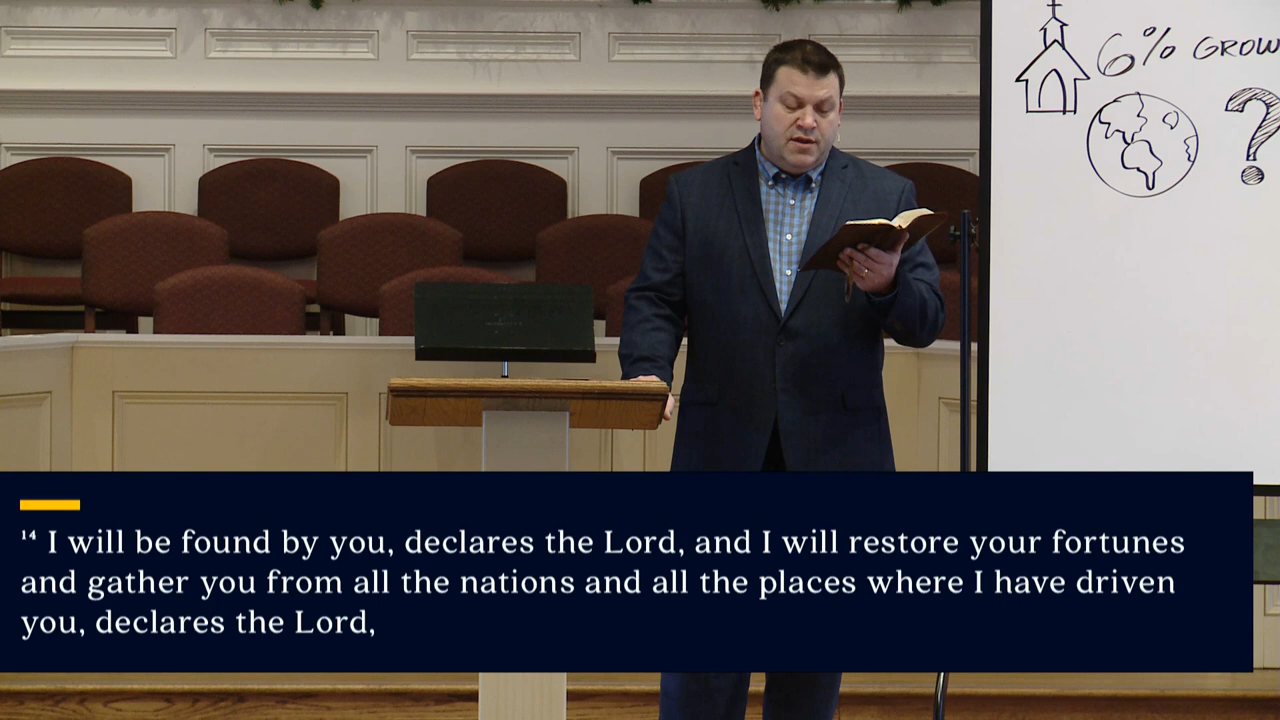 6% GROW
¹⁴ I will be found by you, declares the Lord, and I will restore your fortunes
and gather you from all the nations and all the places where I have driven
you, declares the Lord,